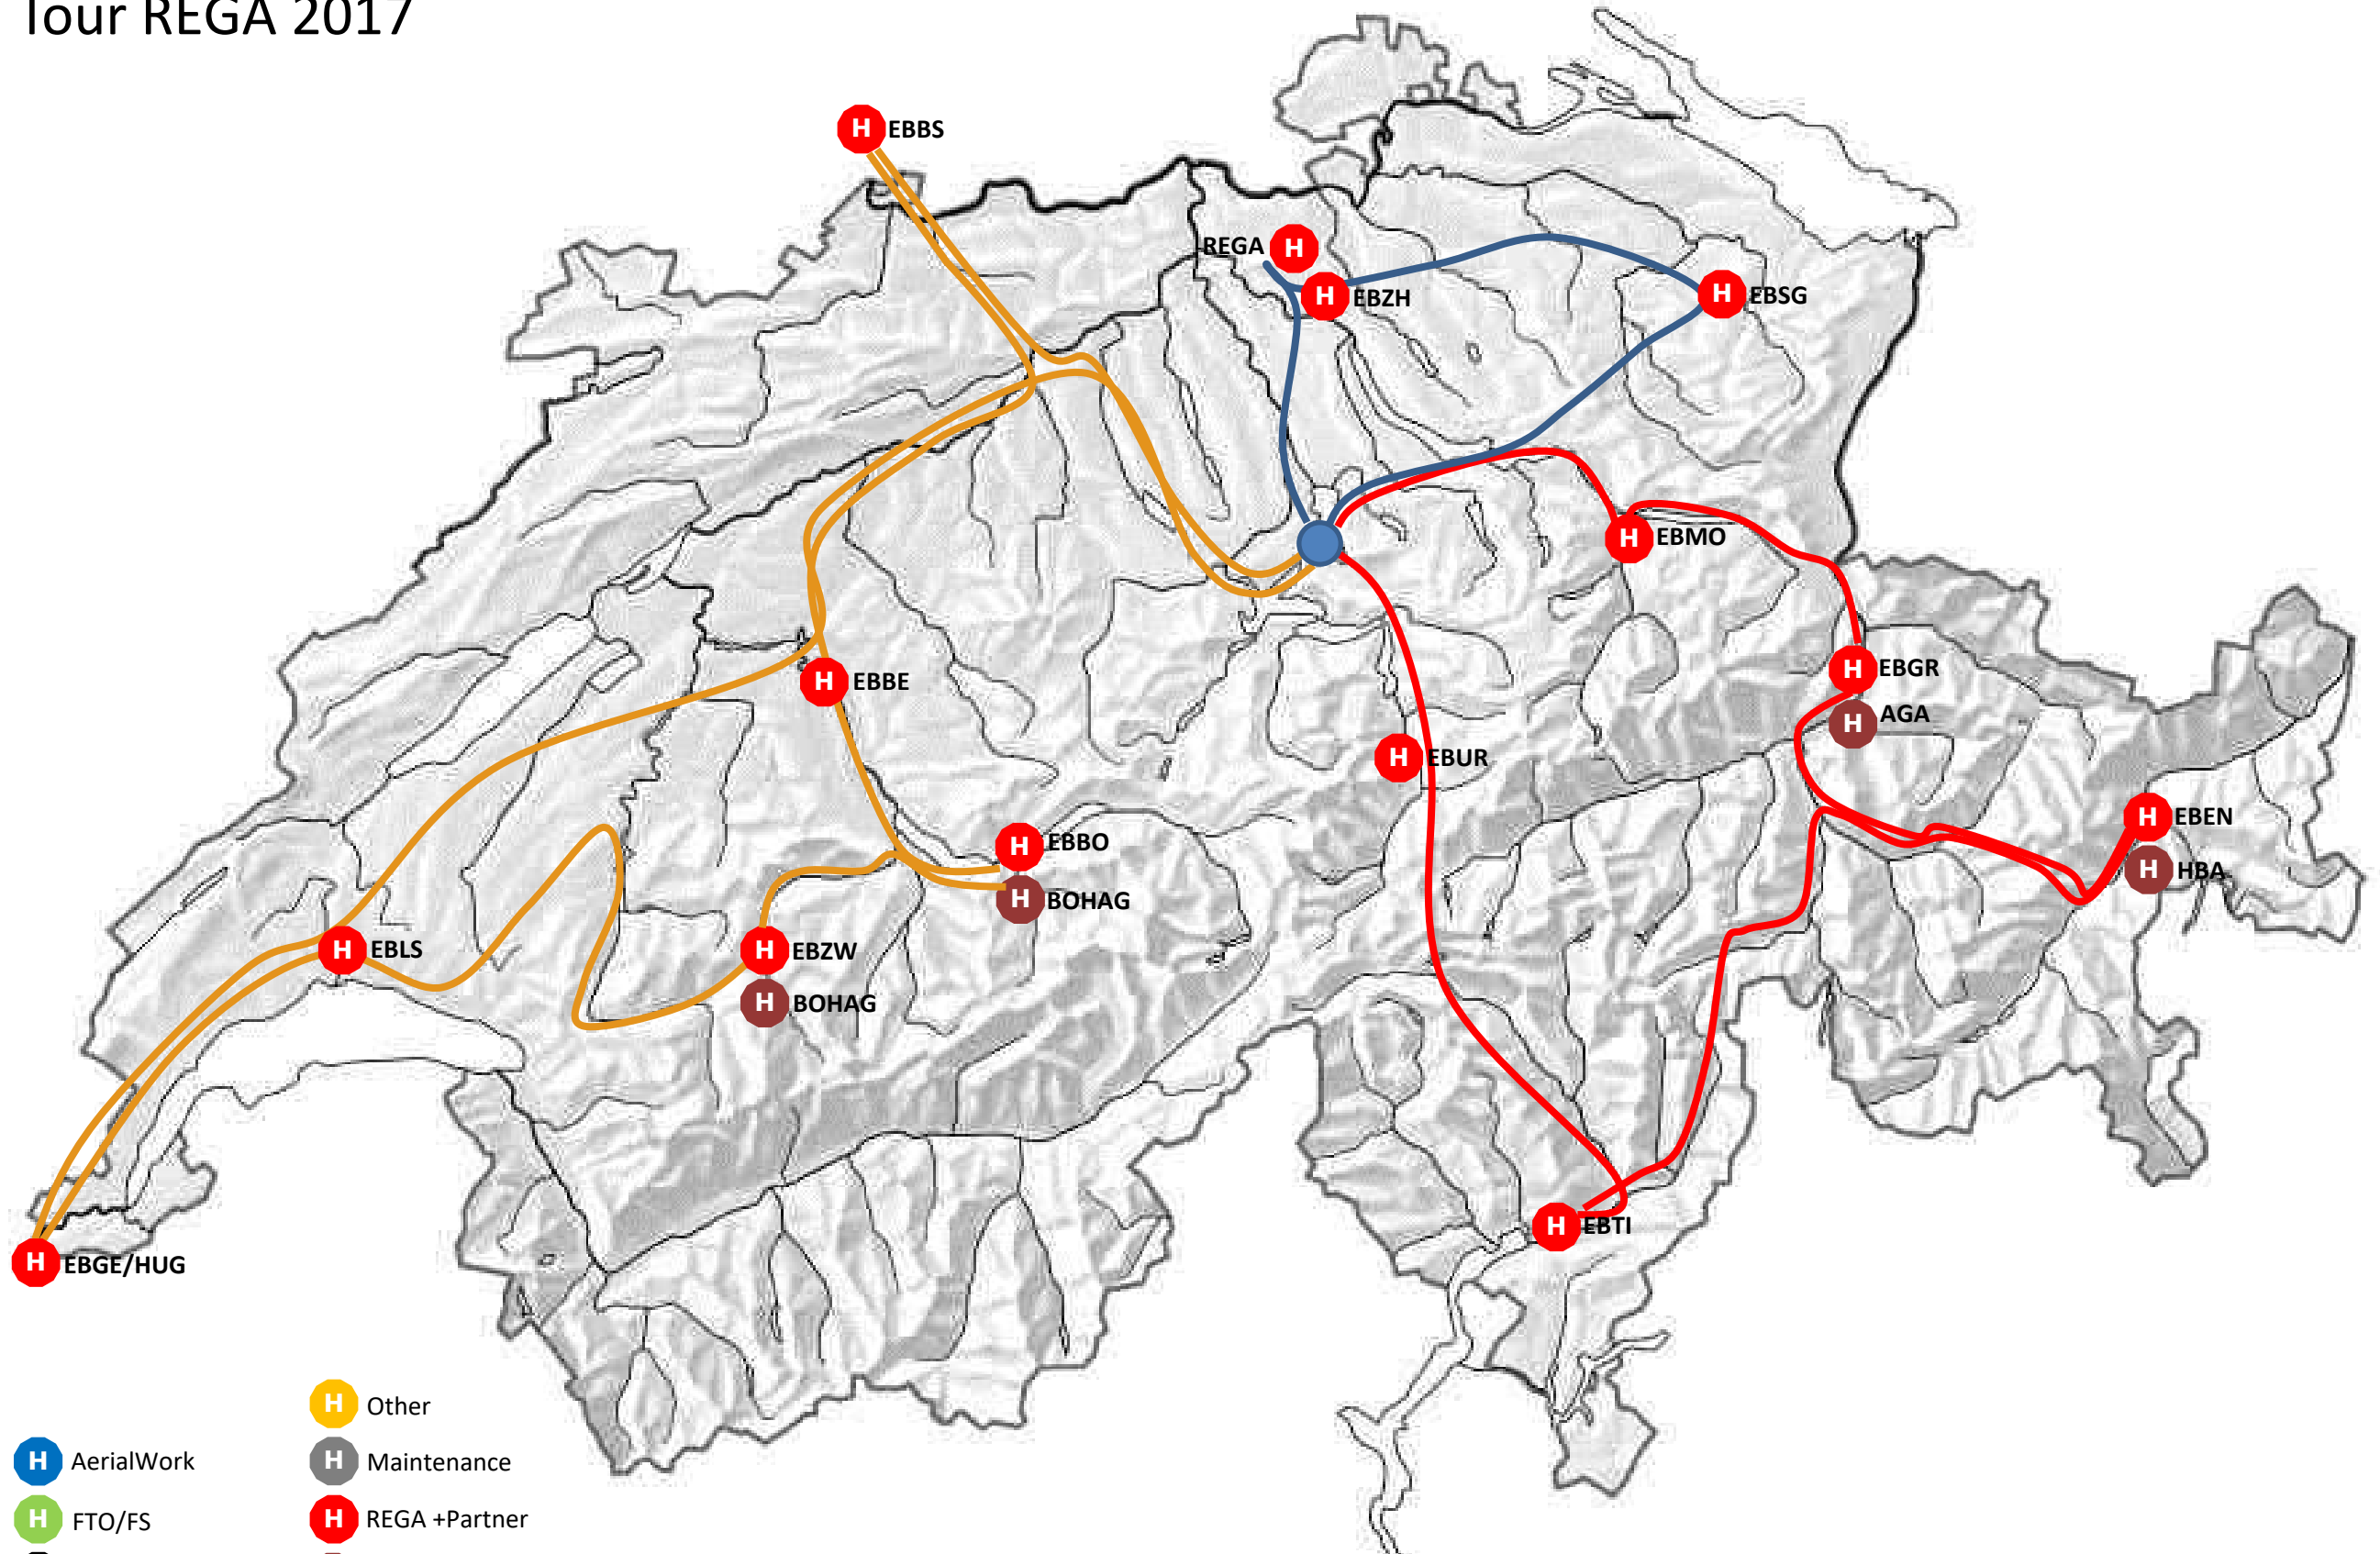 Tour REGA 2017
H EBBS
REGA H
H EBZH
H EBSG
H EBMO
H EBGR
H AGA
H EBBE
H EBUR
H EBEN
H HBA
H EBBO
H BOHAG
H EBLS
H EBZW
H BOHAG
H EBTI
H EBGE/HUG
H Other
H AerialWork
H Maintenance
H FTO/FS
H REGA +Partner